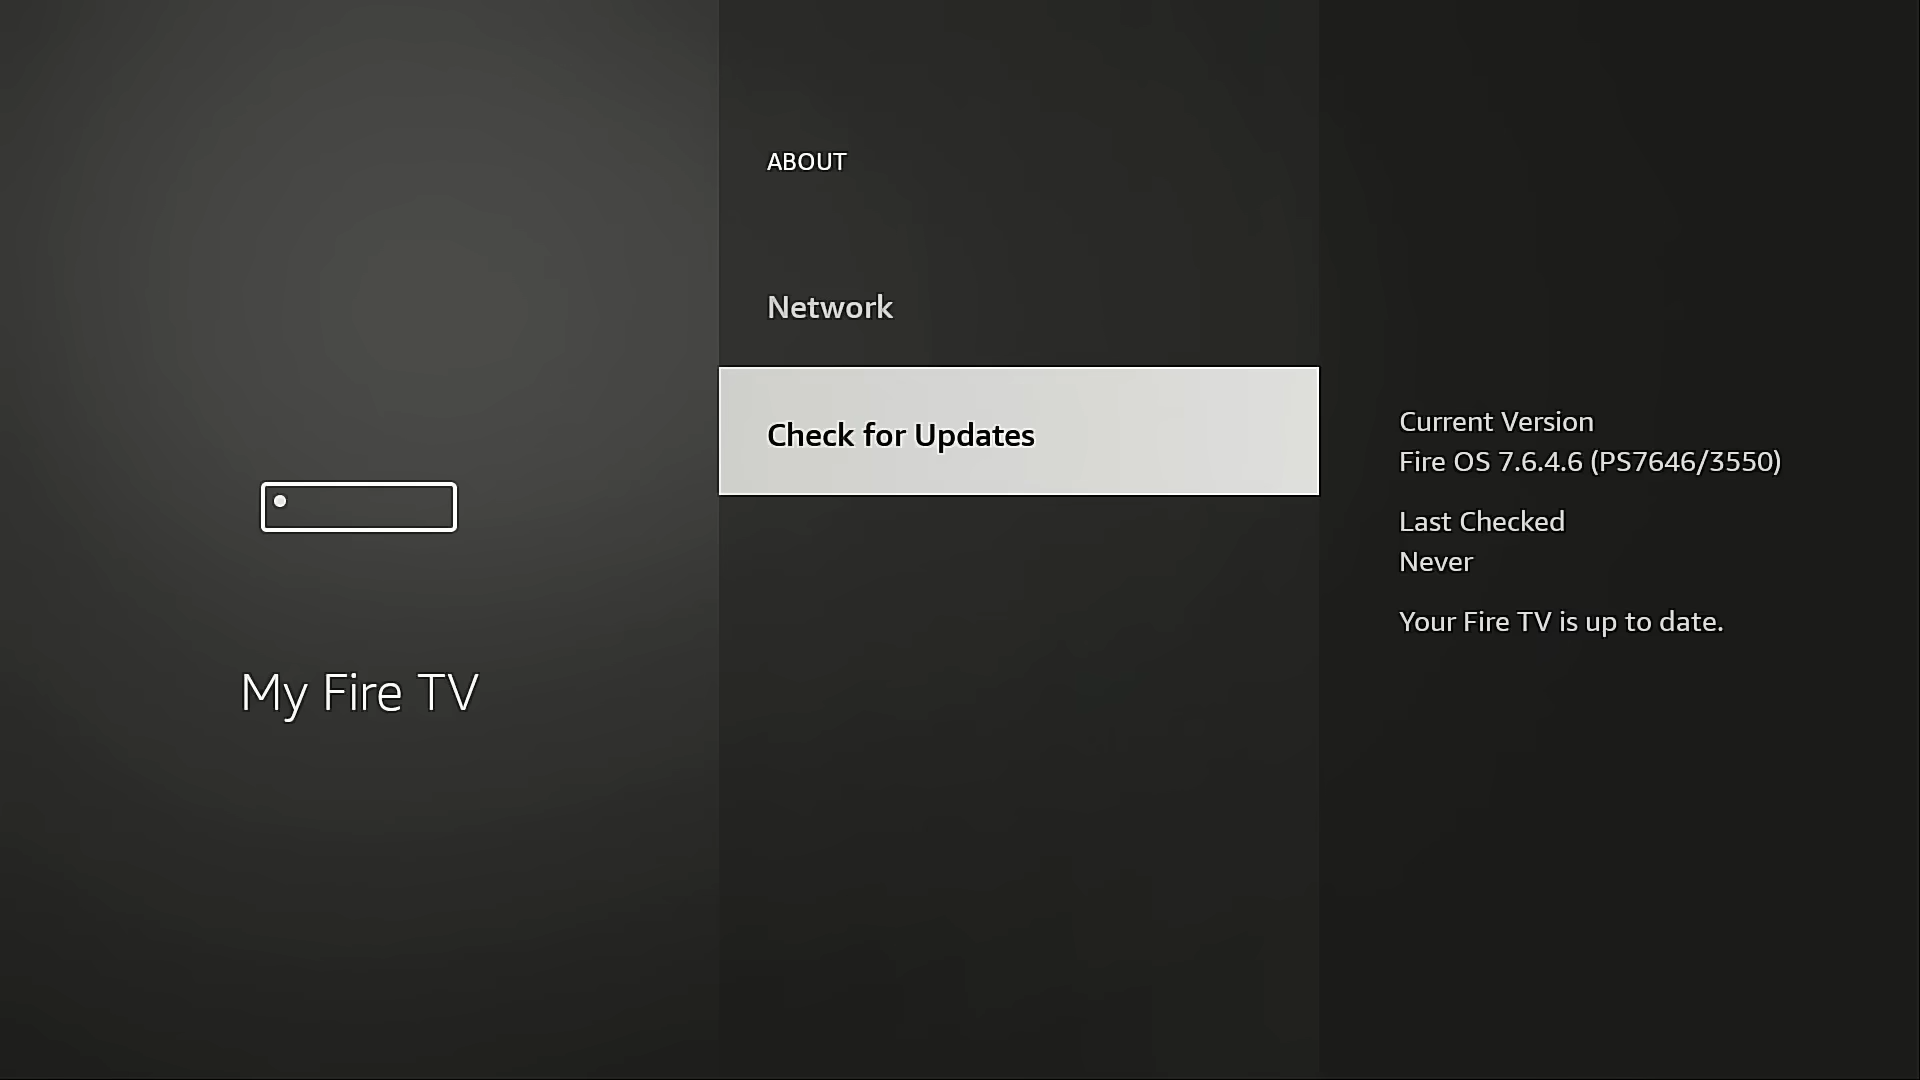 My Fire TV
ABOUT
Network
Check for Updates
Current Version
Fire OS 7.6.4.6 (PS7646/3550)
Last Checked
Never
Your Fire TV is up to date.